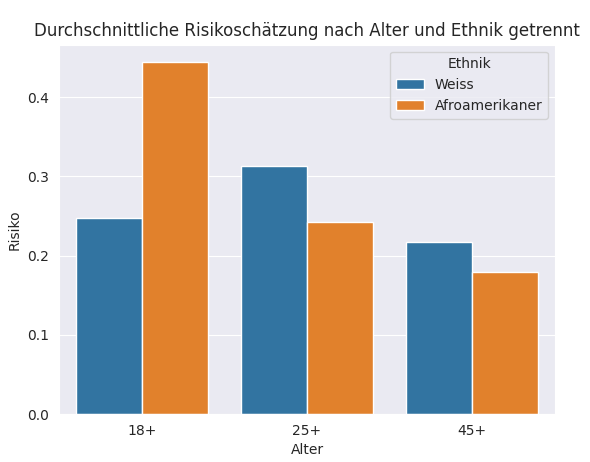 Durchschnittliche Risikoschätzung nach Alter und Ethnik getrennt
Ethnik
Weiss
Afroamerikaner
0.4
0.3
0.2
0.1
0.0
Risiko
18+ 25+ 45+
Alter